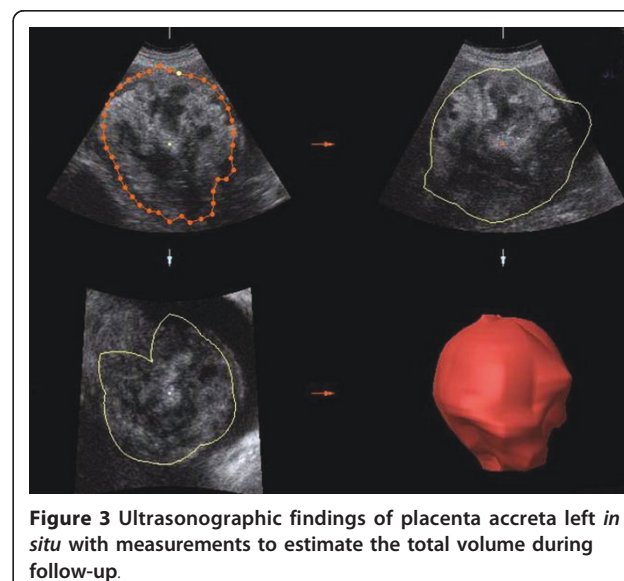 Figure 3 Ultrasonographic findings of placenta accreta left in
situ with measurements to estimate the total volume during
follow-up.